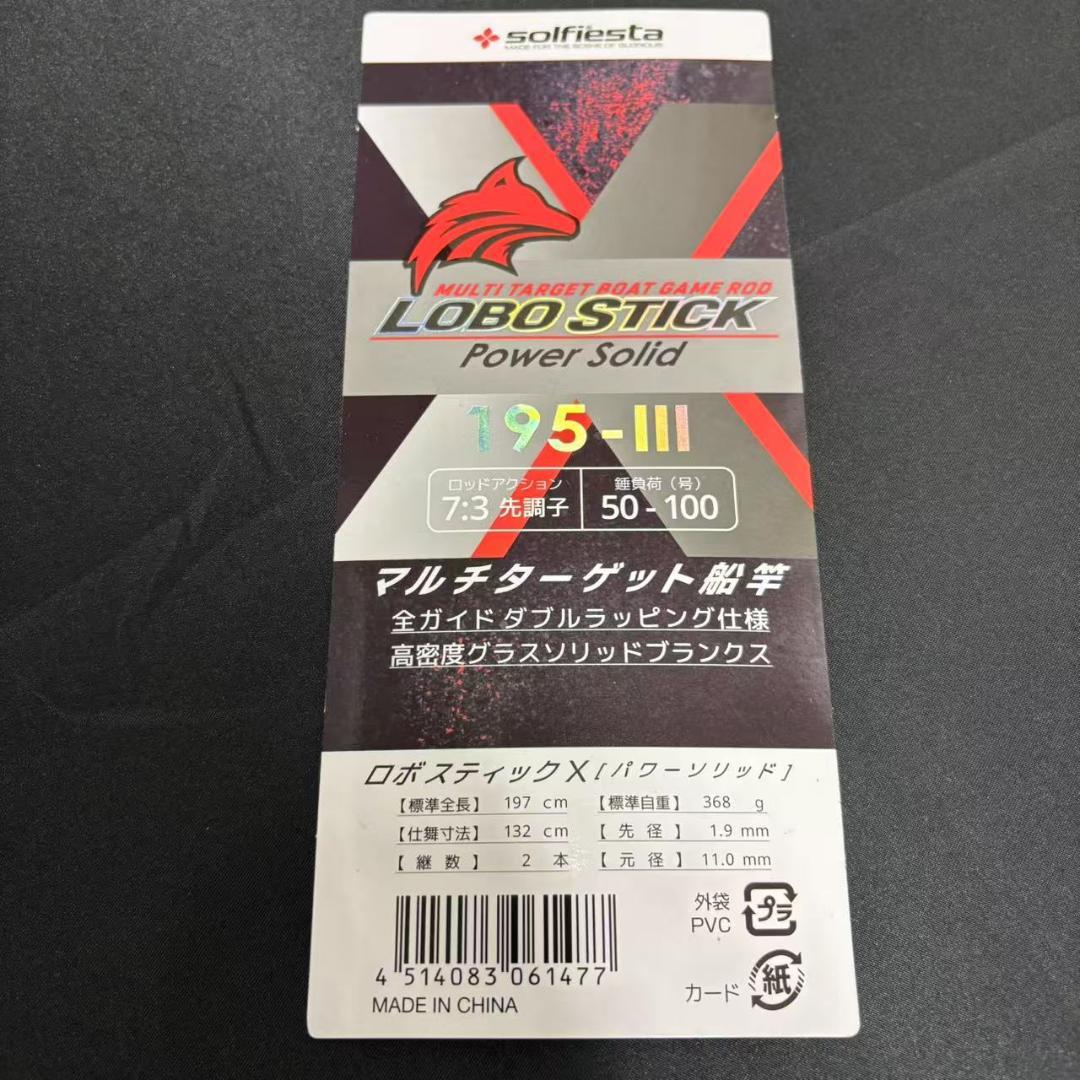 solfiesta
MADE FOR THE SCENE OF GLORIOUS
MULTI TARGET BOAT GAME ROD
LOBO STICK
Power Solid
195-III
ロッドアクション 錘負荷（号）
7:3 先調子 50-100
マルチターゲット船竿
全ガイド ダブルラッピング仕様
高密度グラスソリッドブランクス
ロボスティックX［パワーソリッド］
【標準全長】 197 cm 【標準自重】 368 g
【仕舞寸法】 132 cm 【先径】 1.9 mm
【継数】 2 本 【元径】 11.0 mm
外袋 プラ
PVC
4 514083 061477
カード 紙
MADE IN CHINA